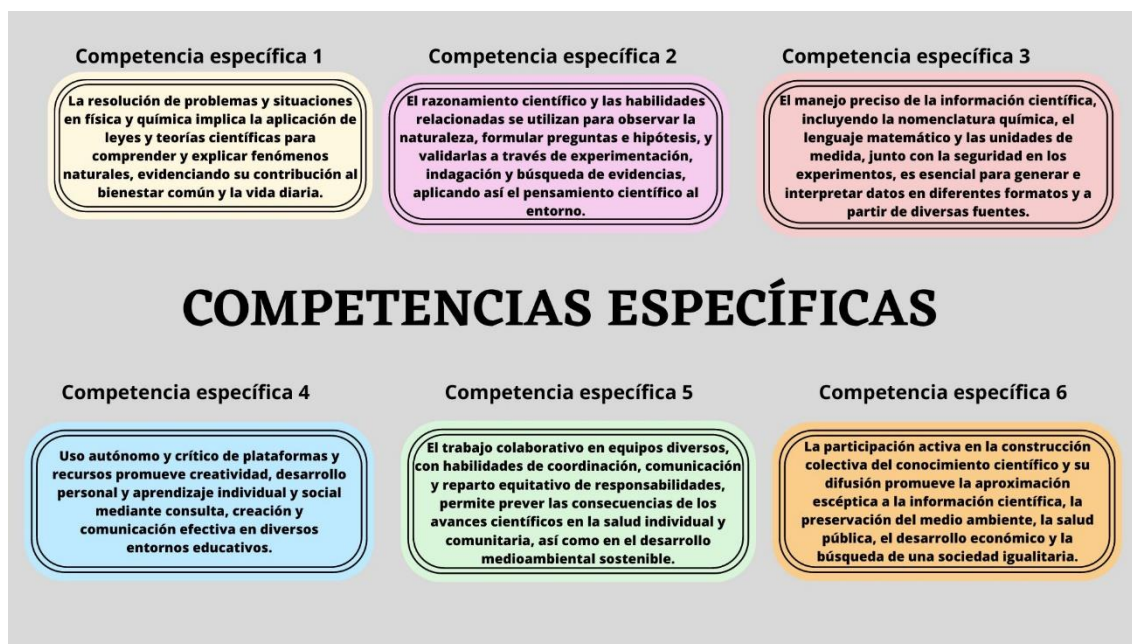 Competencia específica 1
La resolución de problemas y situaciones
en física y química implica la aplicación de
leyes y teorías científicas para
comprender y explicar fenómenos
naturales, evidenciando su contribución al
bienestar común y la vida diaria.
Competencia específica 2
El razonamiento científico y las habilidades
relacionadas se utilizan para observar la
naturaleza, formular preguntas e hipótesis, y
validarlas a través de experimentación,
indagación y búsqueda de evidencias,
aplicando así el pensamiento científico al
entorno.
Competencia específica 3
El manejo preciso de la información científica,
incluyendo la nomenclatura química, el
lenguaje matemático y las unidades de
medida, junto con la seguridad en los
experimentos, es esencial para generar e
interpretar datos en diferentes formatos y a
partir de diversas fuentes.
COMPETENCIAS ESPECÍFICAS
Competencia específica 4
Uso autónomo y crítico de plataformas y
recursos promueve creatividad, desarrollo
personal y aprendizaje individual y social
mediante consulta, creación y
comunicación efectiva en diversos
entornos educativos.
Competencia específica 5
El trabajo colaborativo en equipos diversos,
con habilidades de coordinación, comunicación
y reparto equitativo de responsabilidades,
permite prever las consecuencias de los
avances científicos en la salud individual y
comunitaria, así como en el desarrollo
medioambiental sostenible.
Competencia específica 6
La participación activa en la construcción
colectiva del conocimiento científico y su
difusión promueve la aproximación
escéptica a la información científica, la
preservación del medio ambiente, la salud
pública, el desarrollo económico y la
búsqueda de una sociedad igualitaria.